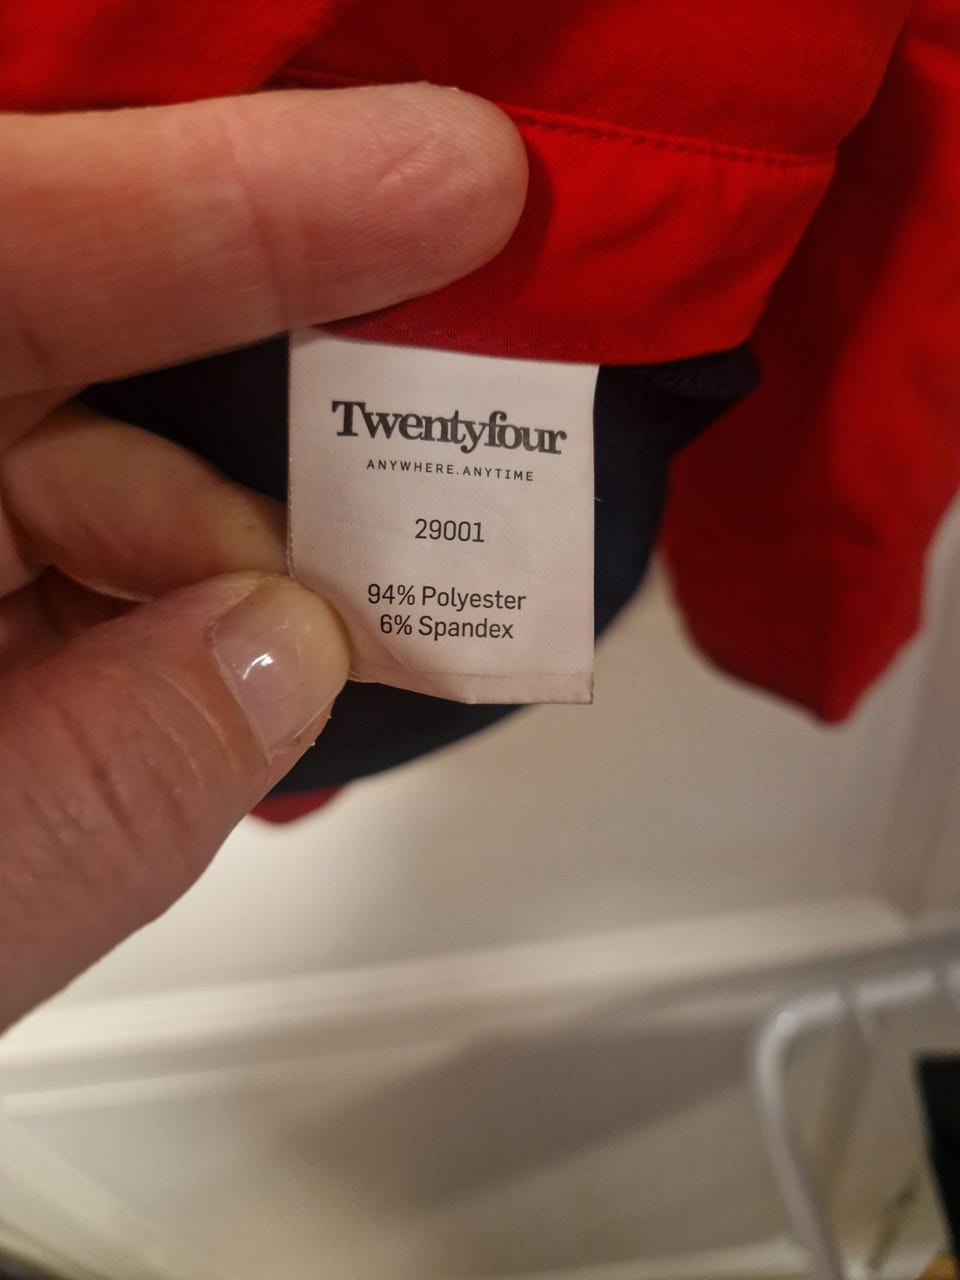 Twentyfour
ANYWHERE.ANYTIME
29001
94% Polyester
6% Spandex